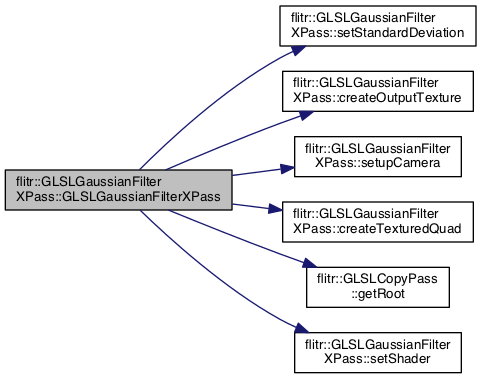 flitr::GLSLGaussianFilter
XPass::setStandardDeviation
flitr::GLSLGaussianFilter
XPass::createOutputTexture
flitr::GLSLGaussianFilter
XPass::setupCamera
flitr::GLSLGaussianFilter
XPass::GLSLGaussianFilterXPass
flitr::GLSLGaussianFilter
XPass::createTexturedQuad
flitr::GLSLCopyPass
::getRoot
flitr::GLSLGaussianFilter
XPass::setShader